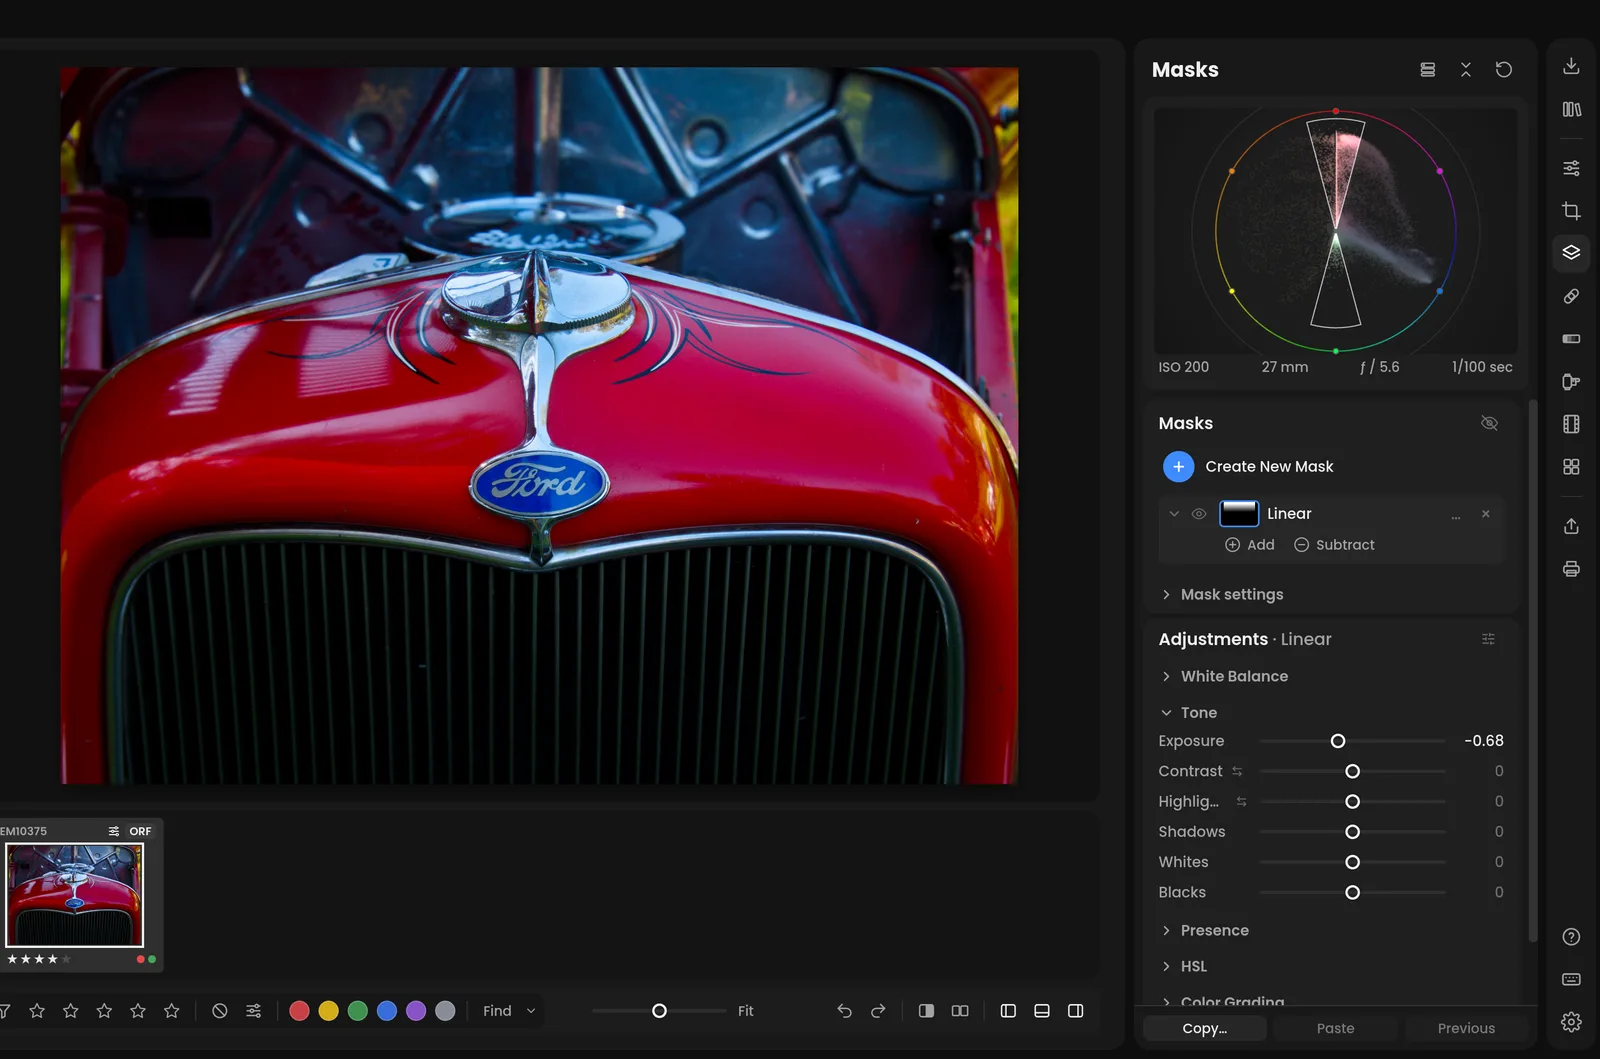 Masks
ISO 200 27 mm ƒ / 5.6 1/100 sec
Masks
Create New Mask
Linear ...
Add Subtract
Mask settings
Adjustments · Linear
White Balance
Tone
Exposure -0.68
Contrast 0
Highlig... 0
Shadows 0
Whites 0
Blacks 0
Presence
HSL
Color Grading
Copy... Paste Previous
Ford
EM10375 ORF
Find Fit